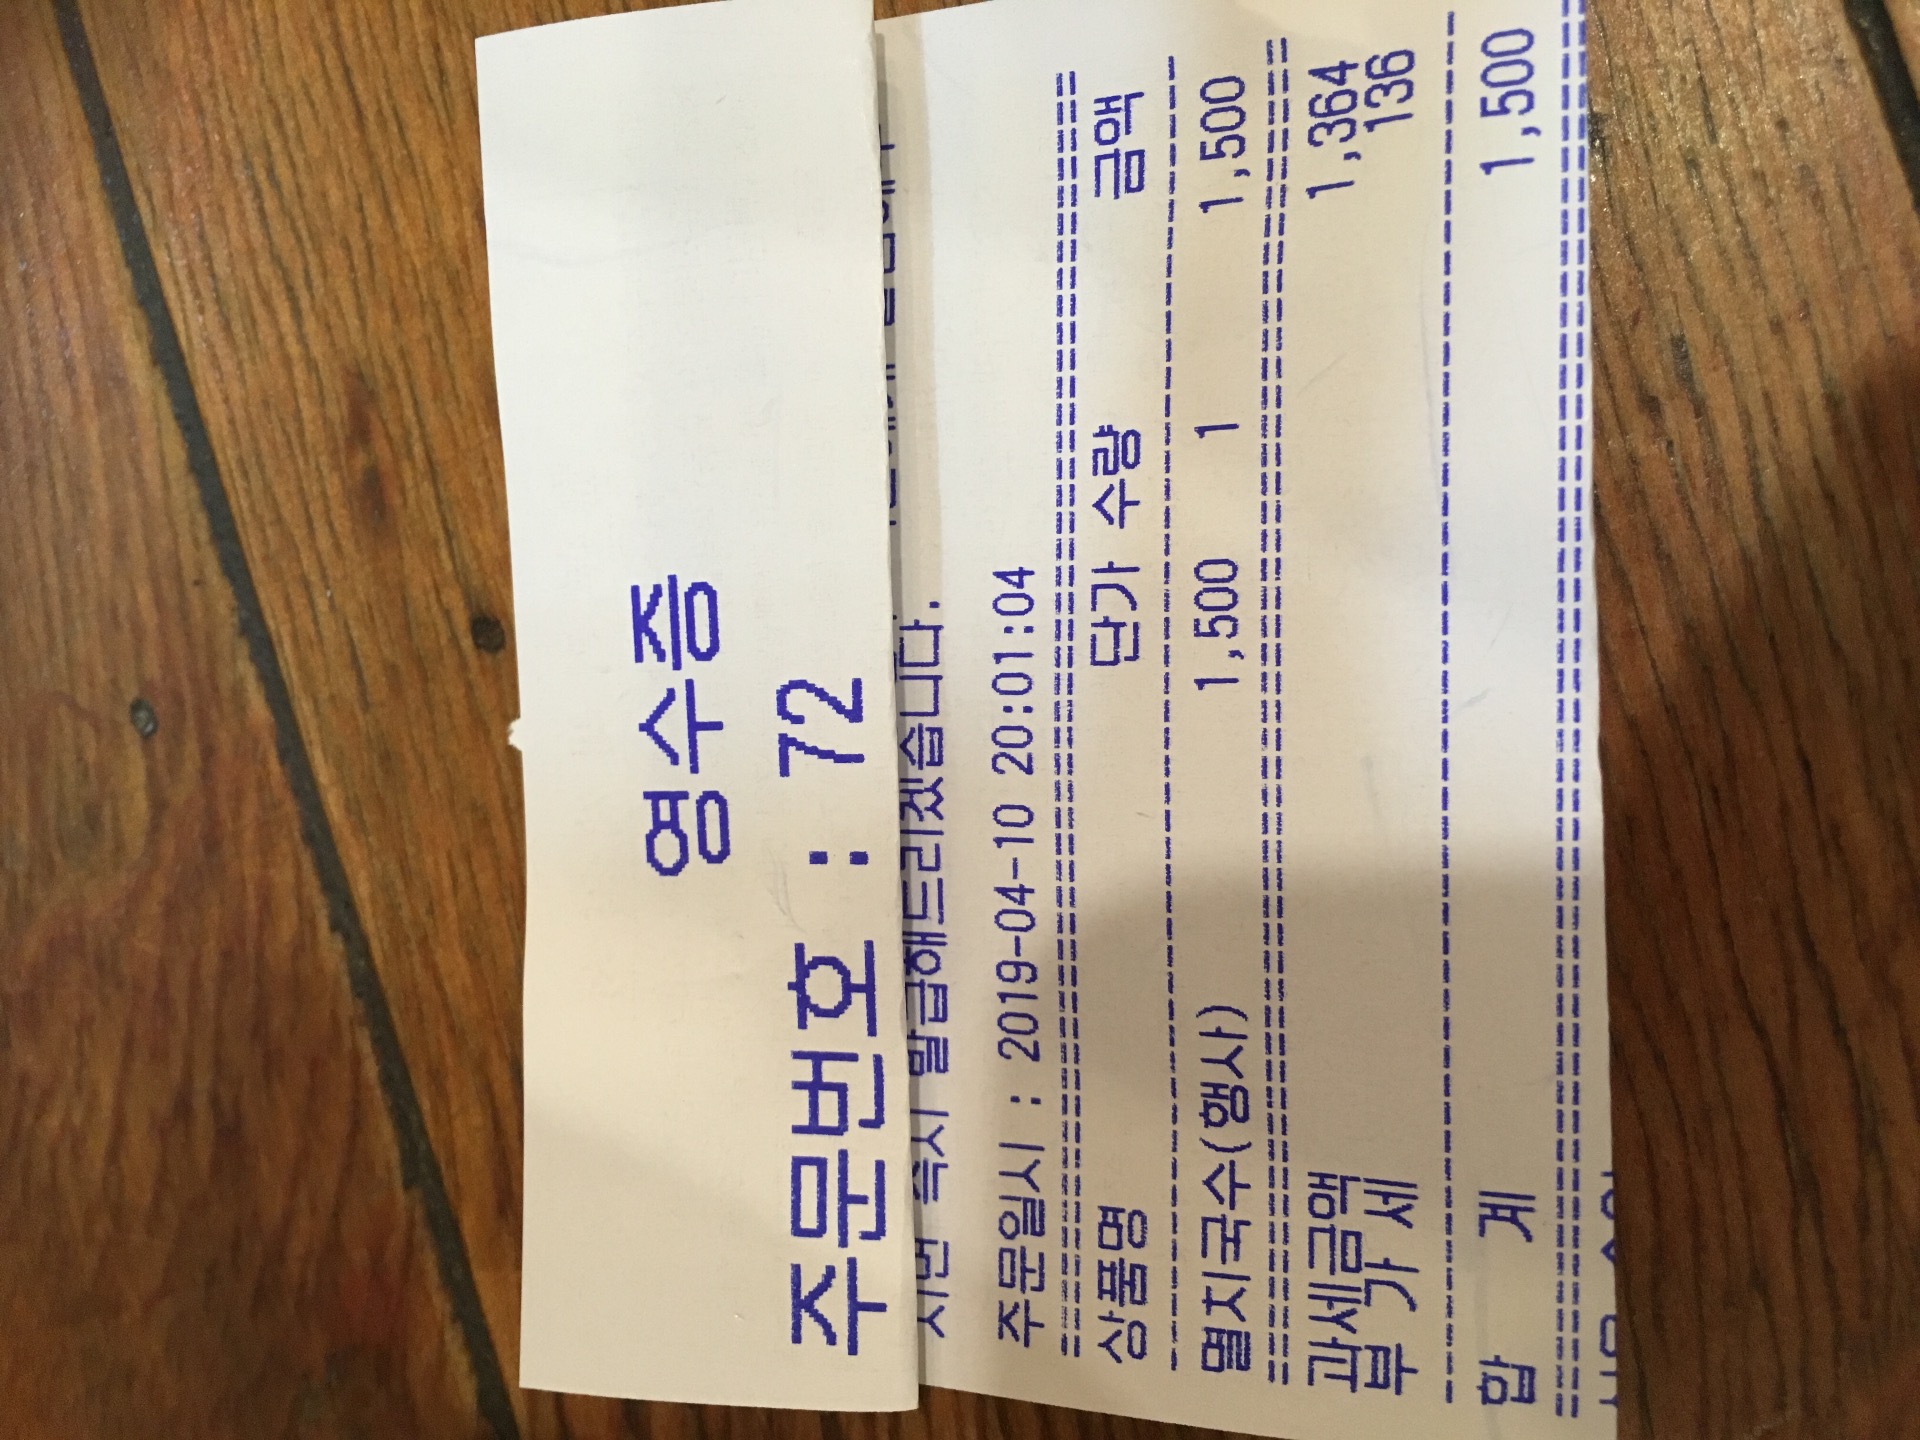 영수증
주문번호 : 72
시면 즉시 발급해드리겠습니다.
주문일시 : 2019-04-10 20:01:04
상품명 단가 수량 금액
멸치국수(행사) 1,500 1 1,500
과세금액 1,364
부 가 세 136
합 계 1,500